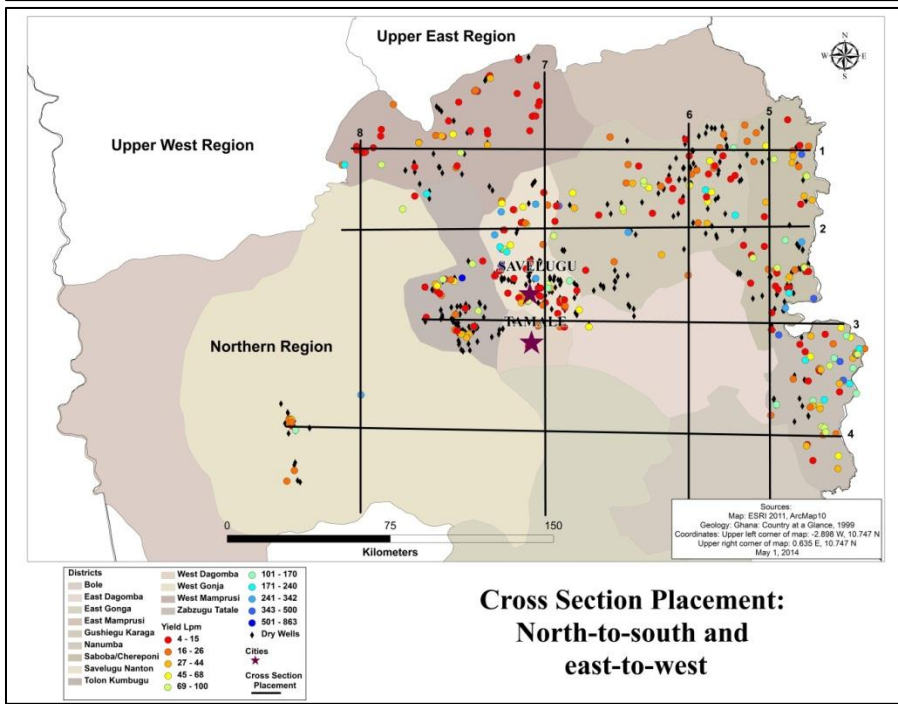 Upper East Region
N
W E
S
7
5
6
8
1
Upper West Region
2
SAVELUGU
3
TAMALE
Northern Region
4
0 75 150
Kilometers
Sources:
Map: ESRI 2011, ArcMap10
Geology: Ghana: Country at a Glance, 1999
Coordinates: Upper left corner of map: -2.898 W, 10.747 N
Upper right corner of map: 0.635 E, 10.747 N
May 1, 2014
Districts
Bole
East Dagomba
East Gonga
East Mamprusi
Gushiegu Karaga
Nanumba
Saboba/Chereponi
Savelugu Nanton
Tolon Kumbugu
West Dagomba
West Gonja
West Mamprusi
Zabzugu Tatale
Yield Lpm
4 - 15
16 - 26
27 - 44
45 - 68
69 - 100
101 - 170
171 - 240
241 - 342
343 - 500
501 - 863
Dry Wells
Cities
Cross Section
Placement
Cross Section Placement:
North-to-south and
east-to-west